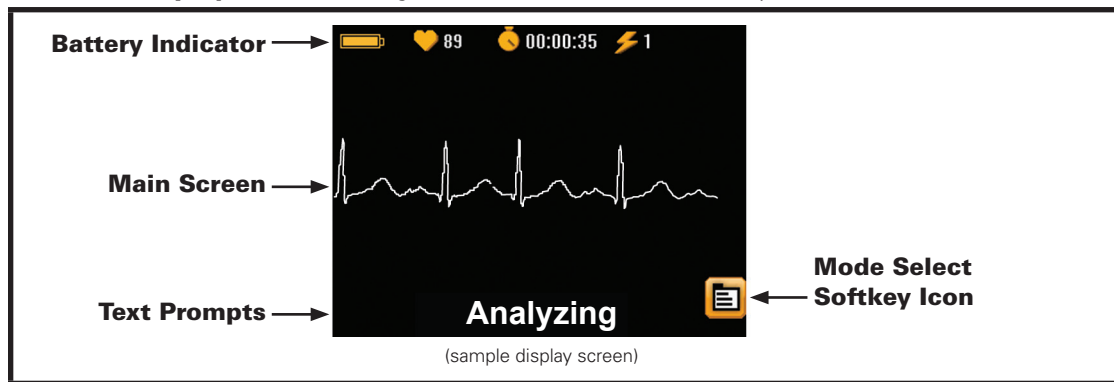 Battery Indicator
89 00:00:35 1
Main Screen
Mode Select
Softkey Icon
Text Prompts
Analyzing
(sample display screen)